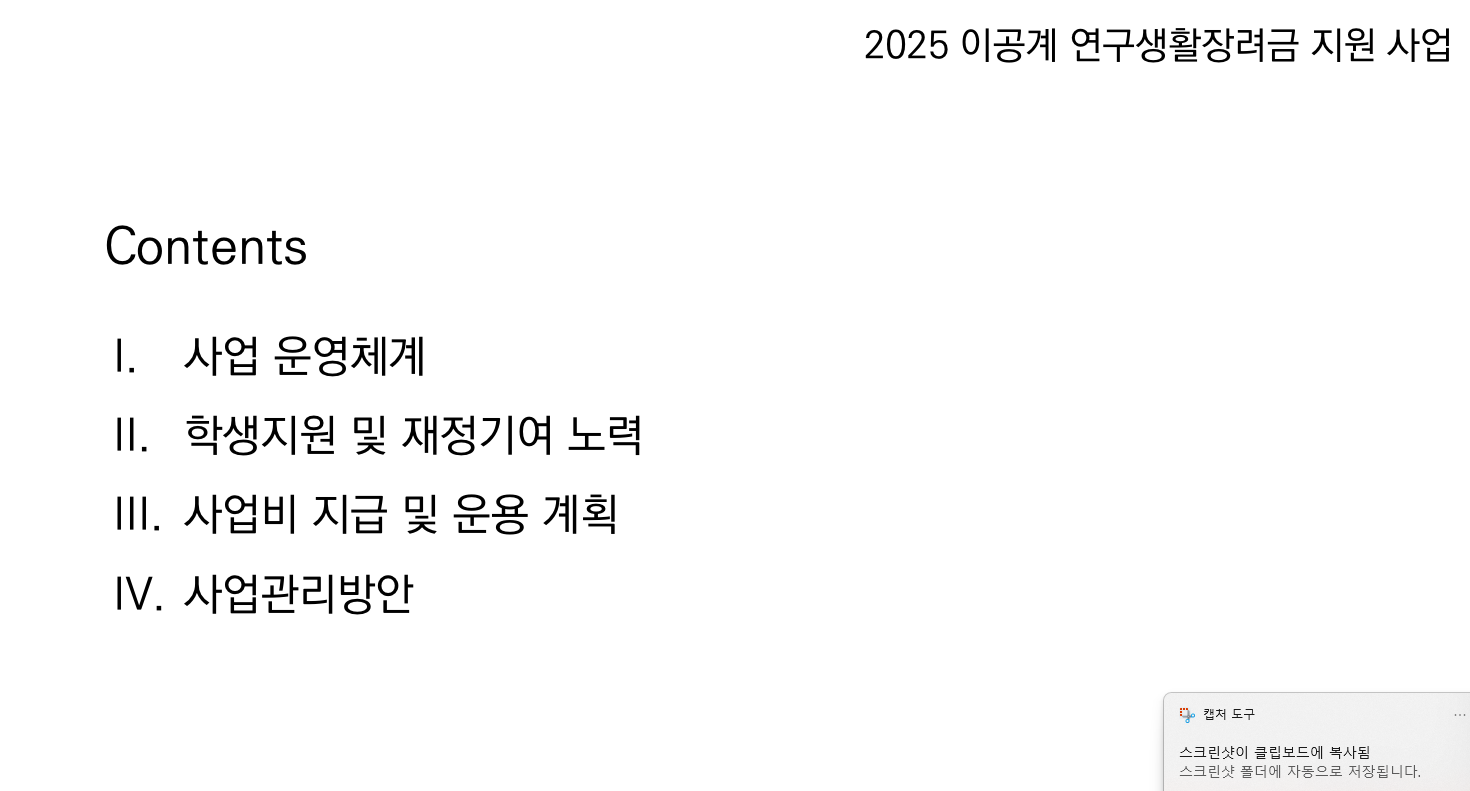 2025 이공계 연구생활장려금 지원 사업
Contents
I. 사업 운영체계
II. 학생지원 및 재정기여 노력
III. 사업비 지급 및 운용 계획
IV. 사업관리방안
캡처 도구 ···
스크린샷이 클립보드에 복사됨
스크린샷 폴더에 자동으로 저장됩니다.